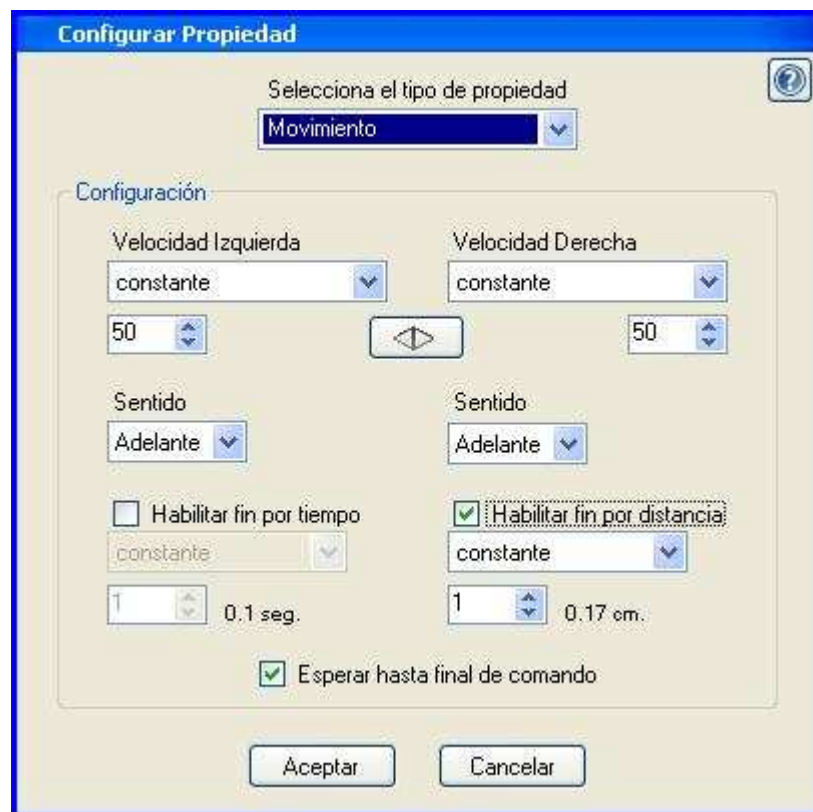 Configurar Propiedad
Selecciona el tipo de propiedad
Movimiento
Configuración
Velocidad Izquierda Velocidad Derecha
constante constante
50 50
Sentido Sentido
Adelante Adelante
Habilitar fin por tiempo Habilitar fin por distancia
constante constante
1 0.1 seg. 1 0.17 cm.
Esperar hasta final de comando
Aceptar Cancelar